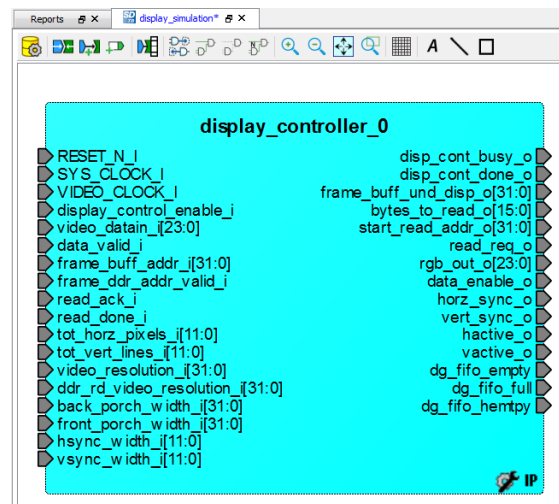 Reports
display_simulation*
A
display_controller_0
RESET_N_I
SYS_CLOCK_I
VIDEO_CLOCK_I
display_control_enable_i
video_datain_i[23:0]
data_valid_i
frame_buff_addr_i[31:0]
frame_ddr_addr_valid_i
read_ack_i
read_done_i
tot_horz_pixels_i[11:0]
tot_vert_lines_i[11:0]
video_resolution_i[31:0]
ddr_rd_video_resolution_i[31:0]
back_porch_width_i[31:0]
front_porch_width_i[31:0]
hsync_width_i[11:0]
vsync_width_i[11:0]
disp_cont_busy_o
disp_cont_done_o
frame_buff_und_disp_o[31:0]
bytes_to_read_o[15:0]
start_read_addr_o[31:0]
read_req_o
rgb_out_o[23:0]
data_enable_o
horz_sync_o
vert_sync_o
hactive_o
vactive_o
dg_fifo_empty
dg_fifo_full
dg_fifo_hemtpy
IP